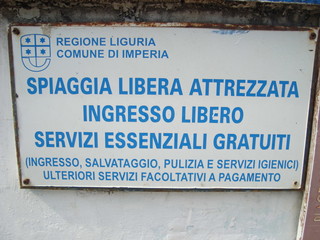 REGIONE LIGURIA
COMUNE DI IMPERIA
SPIAGGIA LIBERA ATTREZZATA
INGRESSO LIBERO
SERVIZI ESSENZIALI GRATUITI
(INGRESSO, SALVATAGGIO, PULIZIA E SERVIZI IGIENICI)
ULTERIORI SERVIZI FACOLTATIVI A PAGAMENTO